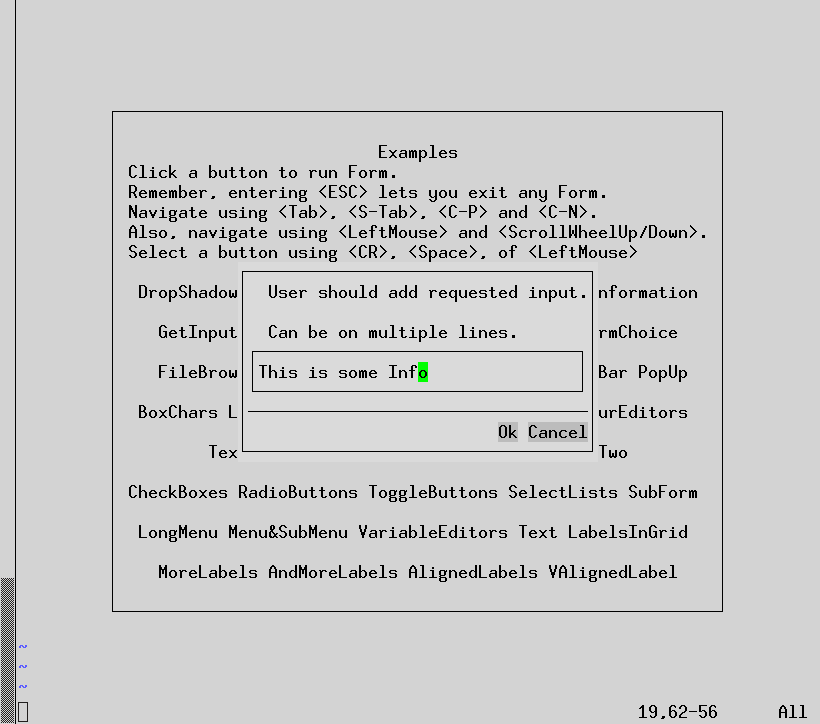 Examples
Click a button to run Form.
Remember, entering <ESC> lets you exit any Form.
Navigate using <Tab>, <S-Tab>, <C-P> and <C-N>.
Also, navigate using <LeftMouse> and <ScrollWheelUp/Down>.
Select a button using <CR>, <Space>, of <LeftMouse>
DropShadow User should add requested input. nformation
GetInput Can be on multiple lines. rmChoice
FileBrow This is some Info Bar PopUp
BoxChars L urEditors
Ok Cancel
Tex Two
CheckBoxes RadioButtons ToggleButtons SelectLists SubForm
LongMenu Menu&SubMenu VariableEditors Text LabelsInGrid
MoreLabels AndMoreLabels AlignedLabels VAlignedLabel
~
~
~
19,62-56 All